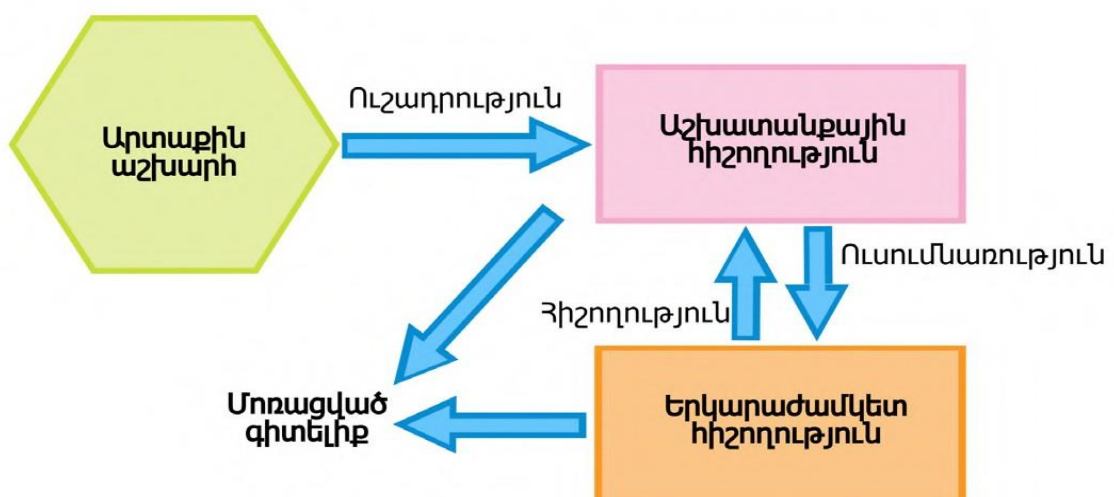 Արտաքին
աշխարհ
Ուշադրություն
Աշխատանքային
հիշողություն
Ուսումնառություն
Հիշողություն
Մոռացված
գիտելիք
Երկարաժամկետ
հիշողություն